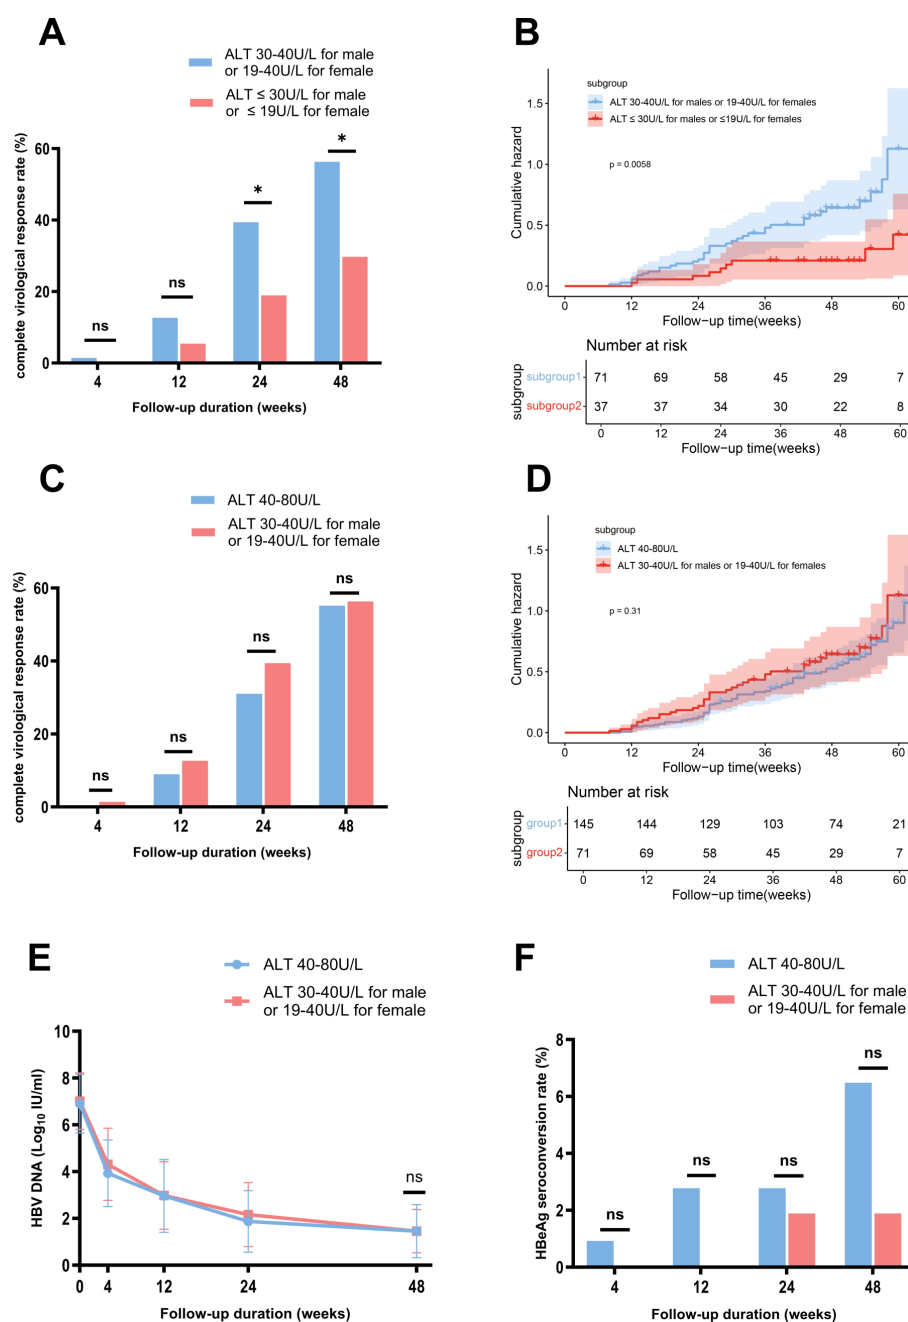 A
ALT 30-40U/L for male
or 19-40U/L for female
ALT ≤ 30U/L for male
or ≤ 19U/L for female
complete virological response rate (%)
60
40
20
0
ns
ns
*
*
4 12 24 48
Follow-up duration (weeks)
B
subgroup
ALT 30-40U/L for males or 19-40U/L for females
ALT ≤ 30U/L for males or ≤19U/L for females
p = 0.0058
Cumulative hazard
1.5
1.0
0.5
0.0
0 12 24 36 48 60
Follow-up time(weeks)
Number at risk
subgroup
subgroup1 71 69 58 45 29 7
subgroup2 37 37 34 30 22 8
0 12 24 36 48 60
Follow-up time(weeks)
C
ALT 40-80U/L
ALT 30-40U/L for male
or 19-40U/L for female
complete virological response rate (%)
60
40
20
0
ns
ns
ns
ns
4 12 24 48
Follow-up duration (weeks)
D
subgroup
ALT 40-80U/L
ALT 30-40U/L for males or 19-40U/L for females
p = 0.31
Cumulative hazard
1.5
1.0
0.5
0.0
0 12 24 36 48 60
Follow-up time(weeks)
Number at risk
subgroup
group1 145 144 129 103 74 21
group2 71 69 58 45 29 7
0 12 24 36 48 60
Follow-up time(weeks)
E
ALT 40-80U/L
ALT 30-40U/L for male
or 19-40U/L for female
HBV DNA (Log₁₀ IU/ml)
10
8
6
4
2
0
ns
0 4 12 24 48
Follow-up duration (weeks)
F
ALT 40-80U/L
ALT 30-40U/L for male
or 19-40U/L for female
HBeAg seroconversion rate (%)
8
6
4
2
0
ns
ns
ns
ns
4 12 24 48
Follow-up duration (weeks)